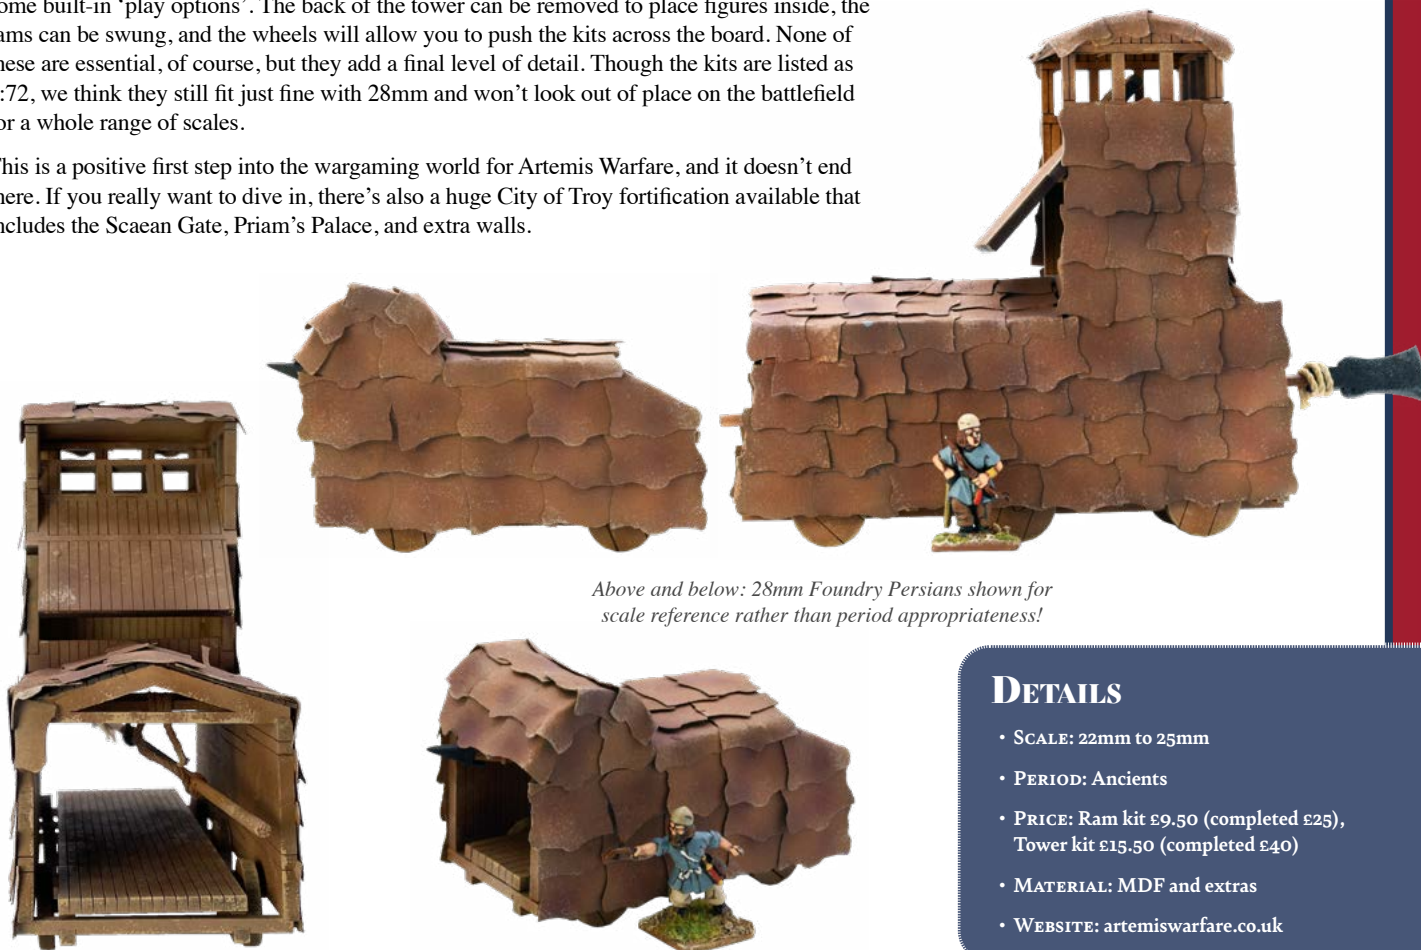 ome built-in ‘play options’. The back of the tower can be removed to place figures inside, the
ams can be swung, and the wheels will allow you to push the kits across the board. None of
hese are essential, of course, but they add a final level of detail. Though the kits are listed as
:72, we think they still fit just fine with 28mm and won’t look out of place on the battlefield
or a whole range of scales.
This is a positive first step into the wargaming world for Artemis Warfare, and it doesn’t end
here. If you really want to dive in, there’s also a huge City of Troy fortification available that
ncludes the Scaean Gate, Priam’s Palace, and extra walls.
Above and below: 28mm Foundry Persians shown for
scale reference rather than period appropriateness!
Details
• Scale: 22mm to 25mm
• Period: Ancients
• Price: Ram kit £9.50 (completed £25),
Tower kit £15.50 (completed £40)
• Material: MDF and extras
• Website: artemiswarfare.co.uk